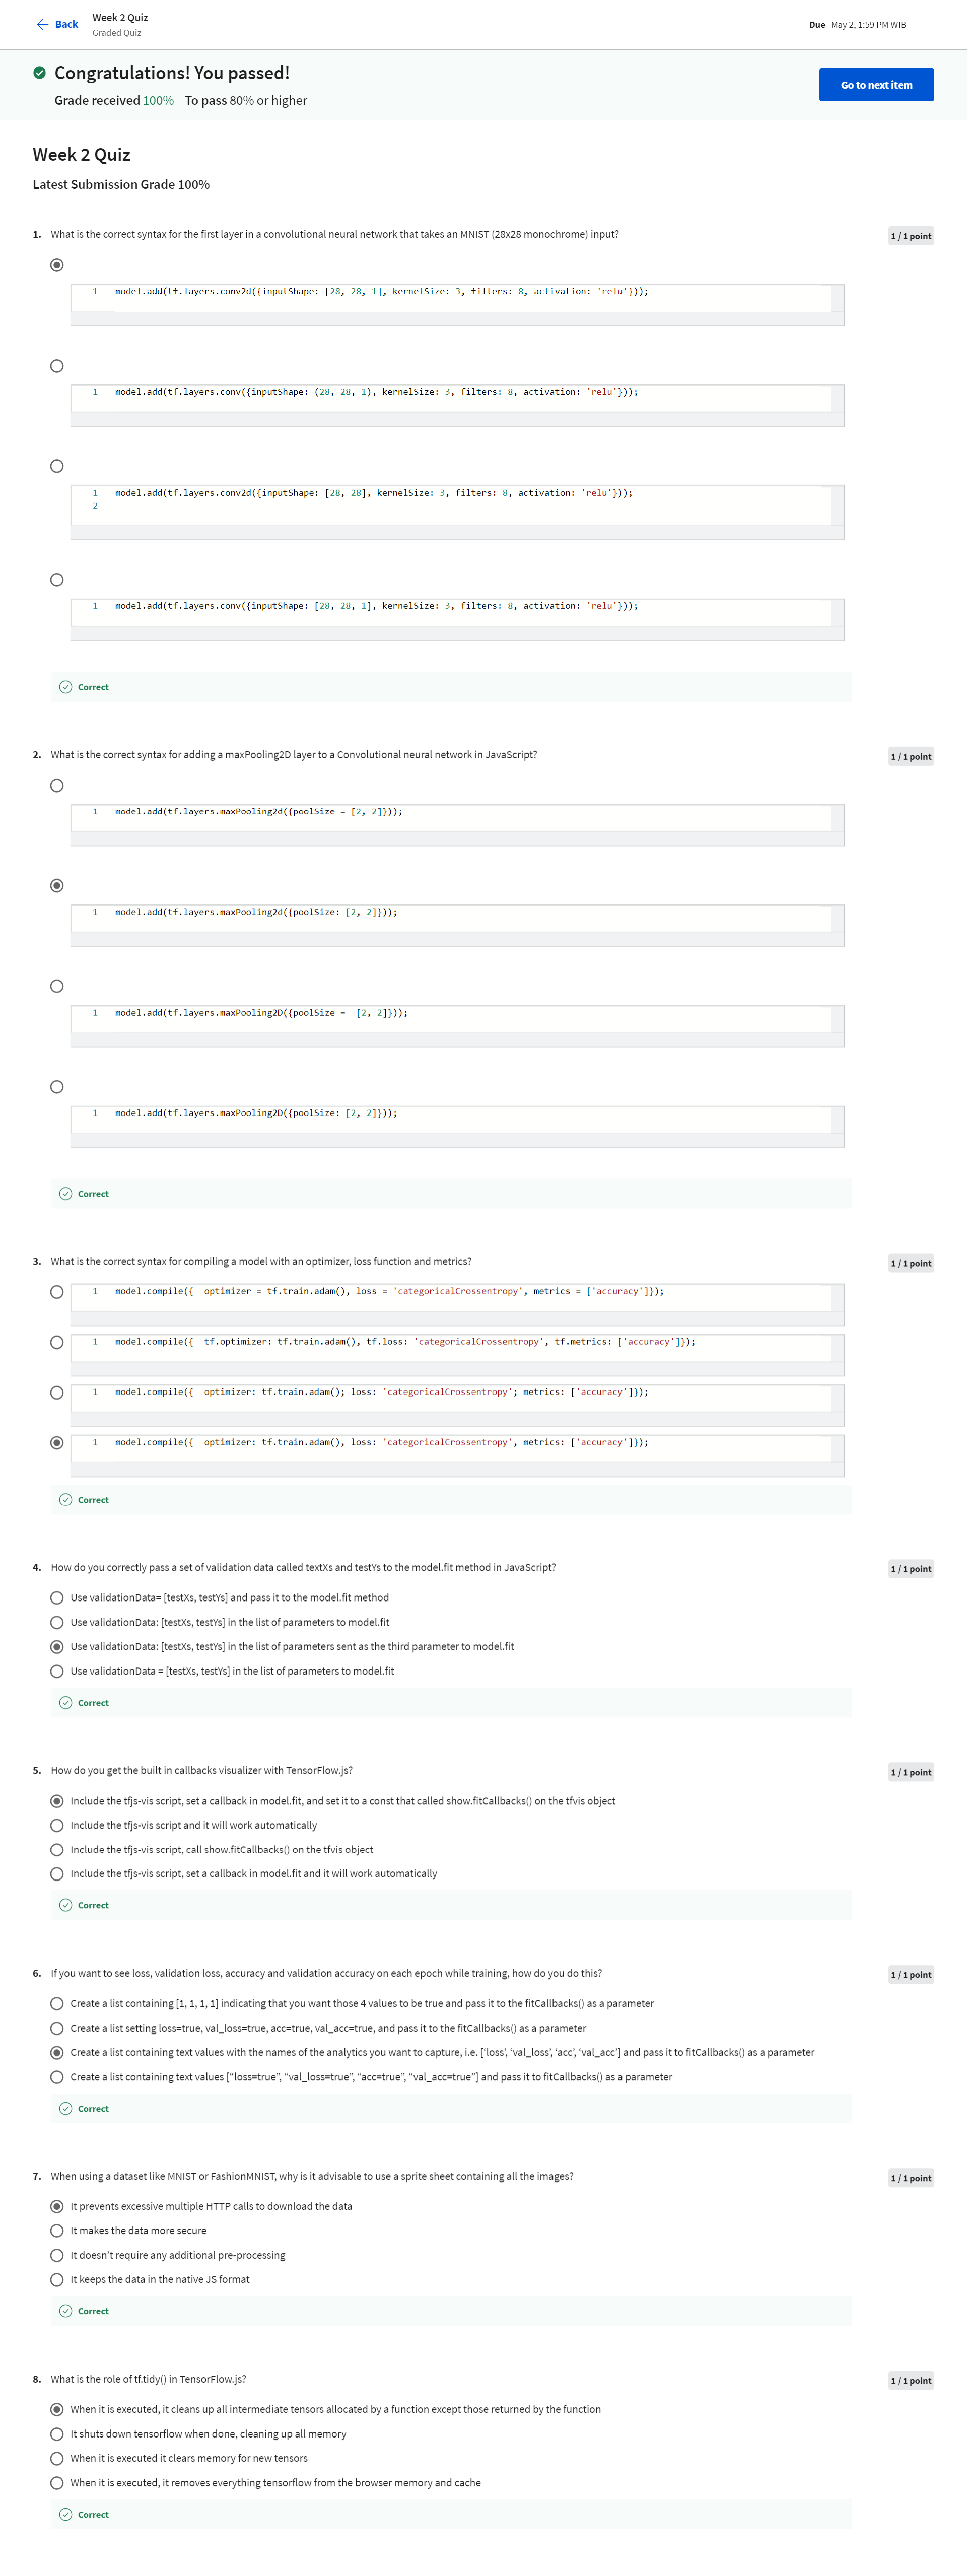 Back
Week 2 Quiz
Graded Quiz
Due May 2, 1:59 PM WIB
Congratulations! You passed!
Grade received 100% To pass 80% or higher
Go to next item
Week 2 Quiz
Latest Submission Grade 100%
1. What is the correct syntax for the first layer in a convolutional neural network that takes an MNIST (28x28 monochrome) input?
1 / 1 point
1 model.add(tf.layers.conv2d({inputShape: [28, 28, 1], kernelSize: 3, filters: 8, activation: 'relu'}));
1 model.add(tf.layers.conv({inputShape: (28, 28, 1), kernelSize: 3, filters: 8, activation: 'relu'}));
1 model.add(tf.layers.conv2d({inputShape: [28, 28], kernelSize: 3, filters: 8, activation: 'relu'}));
2
1 model.add(tf.layers.conv({inputShape: [28, 28, 1], kernelSize: 3, filters: 8, activation: 'relu'}));
Correct
2. What is the correct syntax for adding a maxPooling2D layer to a Convolutional neural network in JavaScript?
1 / 1 point
1 model.add(tf.layers.maxPooling2d({poolSize = [2, 2]}));
1 model.add(tf.layers.maxPooling2d({poolSize: [2, 2]}));
1 model.add(tf.layers.maxPooling2D({poolSize =  [2, 2]}));
1 model.add(tf.layers.maxPooling2D({poolSize: [2, 2]}));
Correct
3. What is the correct syntax for compiling a model with an optimizer, loss function and metrics?
1 / 1 point
1 model.compile({  optimizer = tf.train.adam(), loss = 'categoricalCrossentropy', metrics = ['accuracy']});
1 model.compile({  tf.optimizer: tf.train.adam(), tf.loss: 'categoricalCrossentropy', tf.metrics: ['accuracy']});
1 model.compile({  optimizer: tf.train.adam(); loss: 'categoricalCrossentropy'; metrics: ['accuracy']});
1 model.compile({  optimizer: tf.train.adam(), loss: 'categoricalCrossentropy', metrics: ['accuracy']});
Correct
4. How do you correctly pass a set of validation data called textXs and testYs to the model.fit method in JavaScript?
1 / 1 point
Use validationData= [testXs, testYs] and pass it to the model.fit method
Use validationData: [testXs, testYs] in the list of parameters to model.fit
Use validationData: [testXs, testYs] in the list of parameters sent as the third parameter to model.fit
Use validationData = [testXs, testYs] in the list of parameters to model.fit
Correct
5. How do you get the built in callbacks visualizer with TensorFlow.js?
1 / 1 point
Include the tfjs-vis script, set a callback in model.fit, and set it to a const that called show.fitCallbacks() on the tfvis object
Include the tfjs-vis script and it will work automatically
Include the tfjs-vis script, call show.fitCallbacks() on the tfvis object
Include the tfjs-vis script, set a callback in model.fit and it will work automatically
Correct
6. If you want to see loss, validation loss, accuracy and validation accuracy on each epoch while training, how do you do this?
1 / 1 point
Create a list containing [1, 1, 1, 1] indicating that you want those 4 values to be true and pass it to the fitCallbacks() as a parameter
Create a list setting loss=true, val_loss=true, acc=true, val_acc=true, and pass it to the fitCallbacks() as a parameter
Create a list containing text values with the names of the analytics you want to capture, i.e. [‘loss’, ‘val_loss’, ‘acc’, ‘val_acc’] and pass it to fitCallbacks() as a parameter
Create a list containing text values [“loss=true”, “val_loss=true”, “acc=true”, “val_acc=true”] and pass it to fitCallbacks() as a parameter
Correct
7. When using a dataset like MNIST or FashionMNIST, why is it advisable to use a sprite sheet containing all the images?
1 / 1 point
It prevents excessive multiple HTTP calls to download the data
It makes the data more secure
It doesn't require any additional pre-processing
It keeps the data in the native JS format
Correct
8. What is the role of tf.tidy() in TensorFlow.js?
1 / 1 point
When it is executed, it cleans up all intermediate tensors allocated by a function except those returned by the function
It shuts down tensorflow when done, cleaning up all memory
When it is executed it clears memory for new tensors
When it is executed, it removes everything tensorflow from the browser memory and cache
Correct